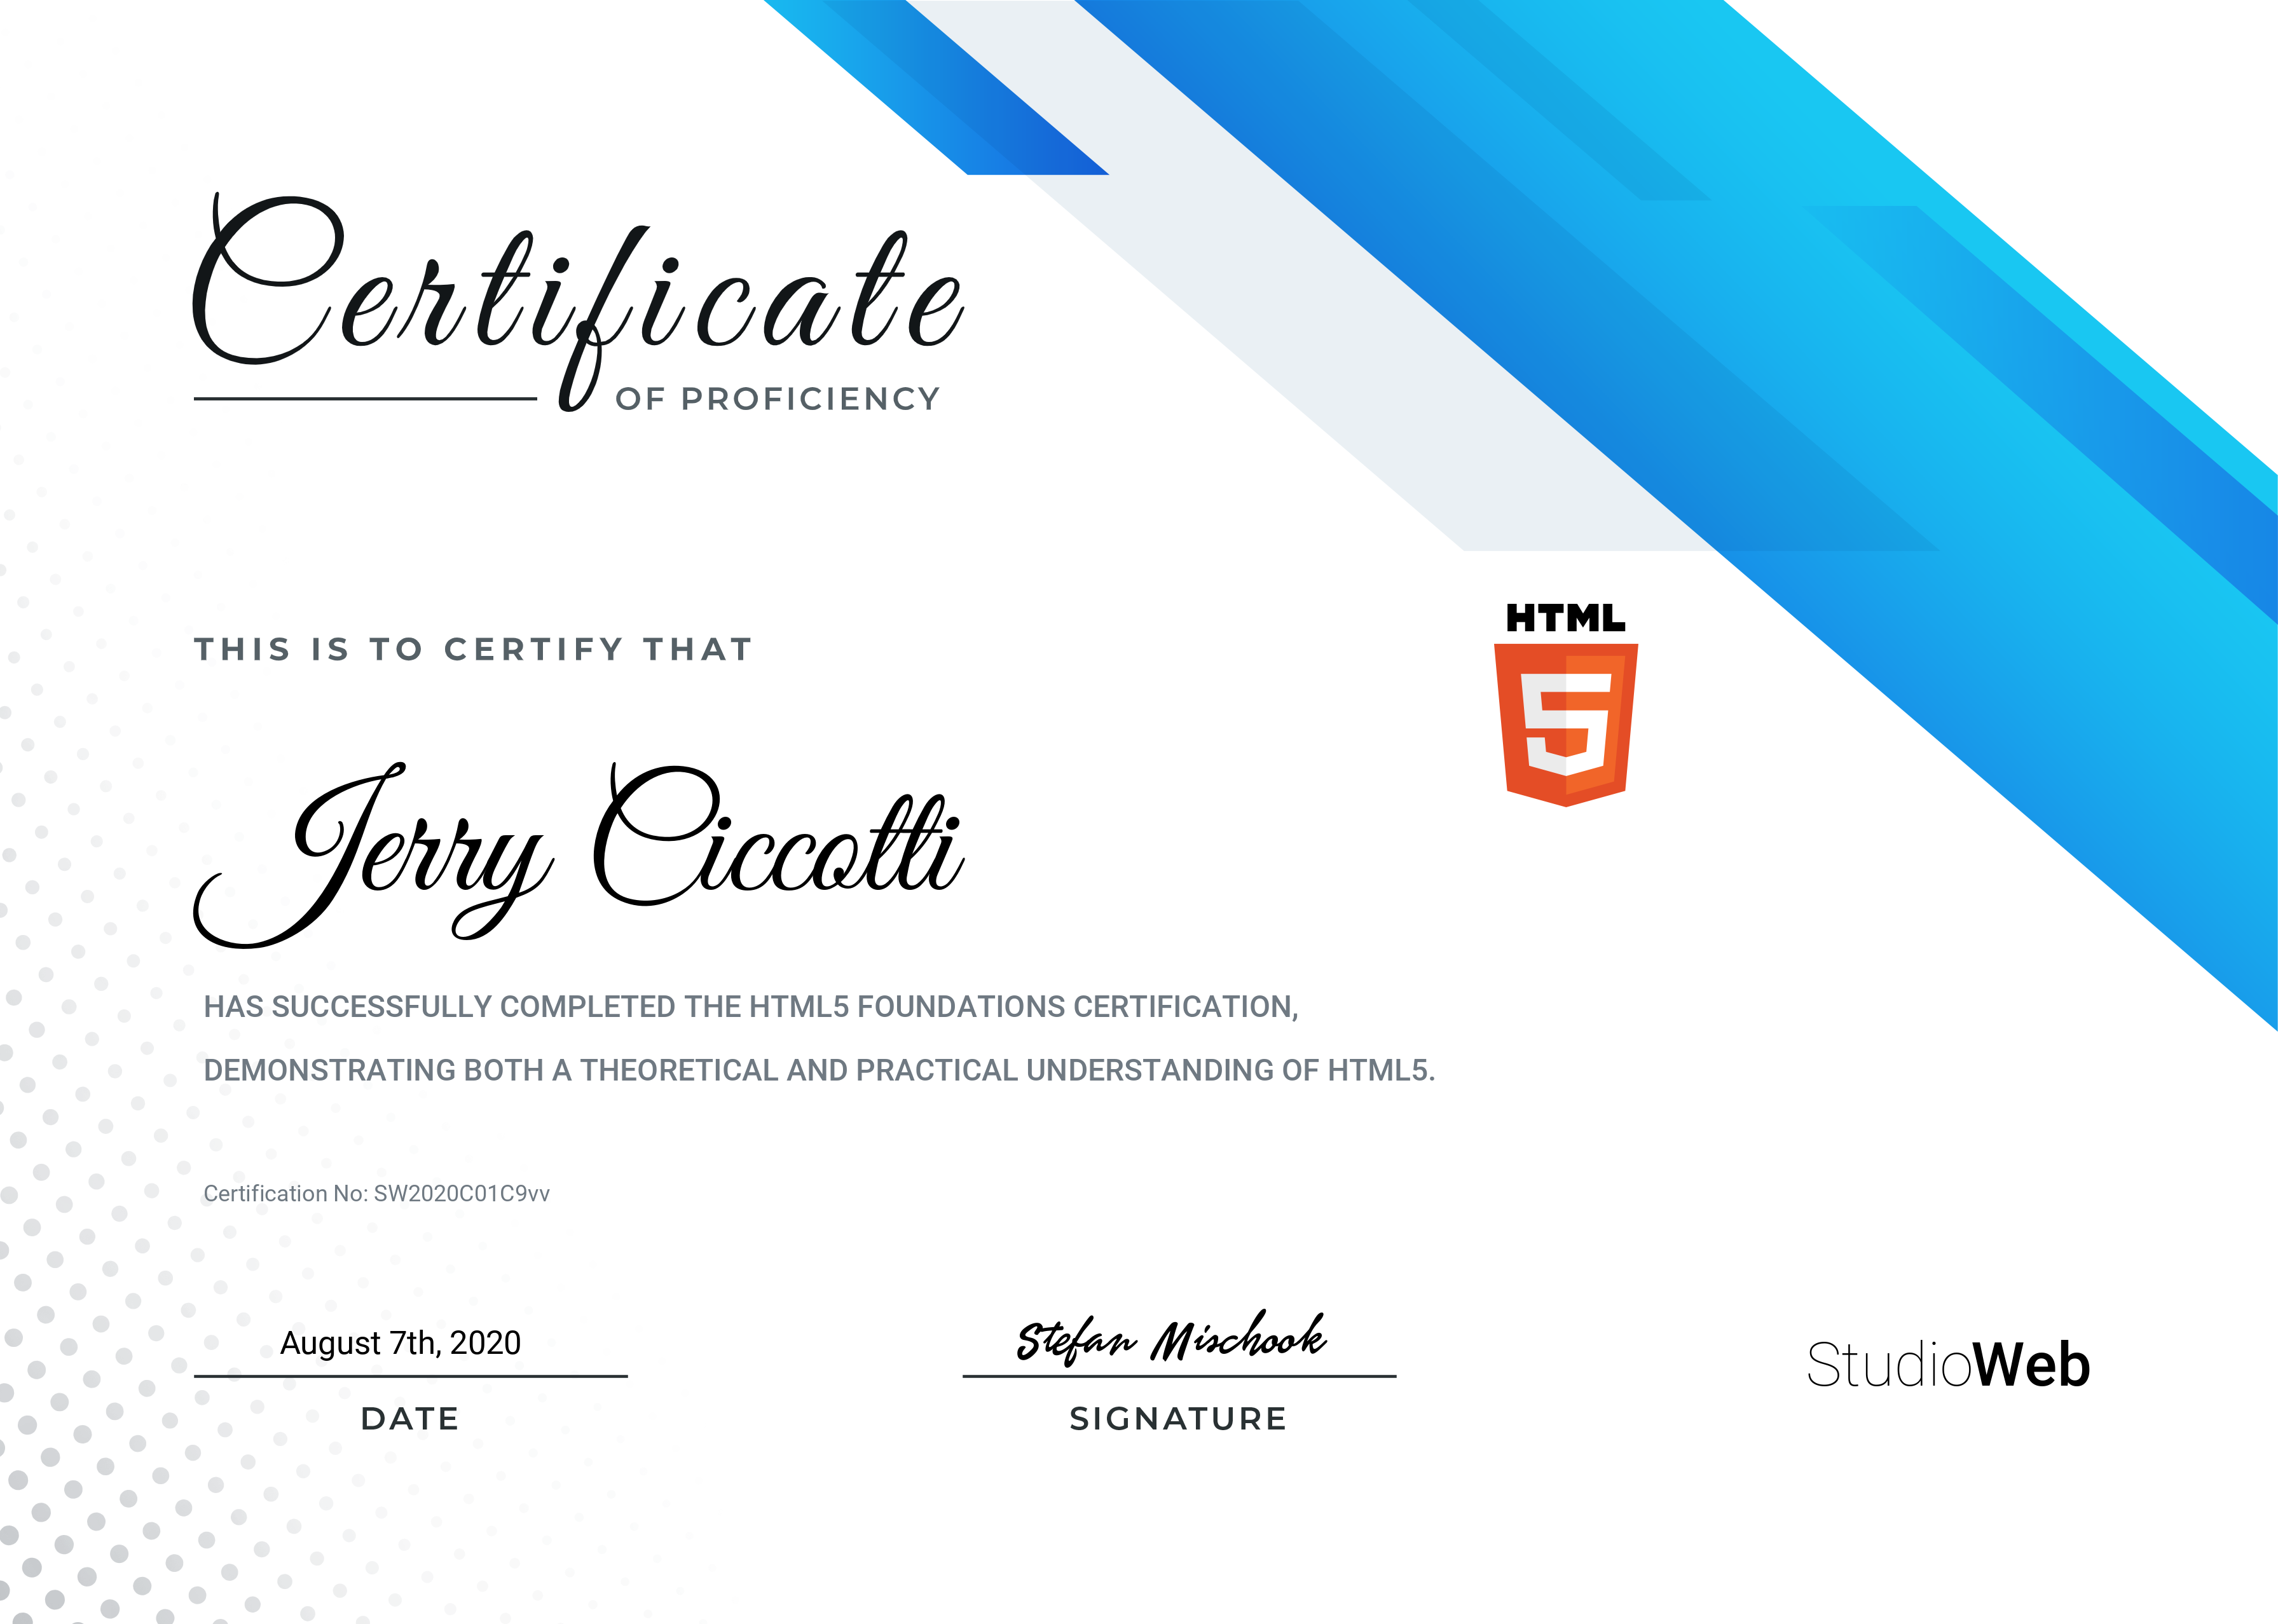 Certificate
OF PROFICIENCY
THIS IS TO CERTIFY THAT
HTML
5
Jerry Ciccotti
HAS SUCCESSFULLY COMPLETED THE HTML5 FOUNDATIONS CERTIFICATION,
DEMONSTRATING BOTH A THEORETICAL AND PRACTICAL UNDERSTANDING OF HTML5.
Certification No: SW2020C01C9vv
August 7th, 2020
DATE
Stefan Mischook
SIGNATURE
StudioWeb